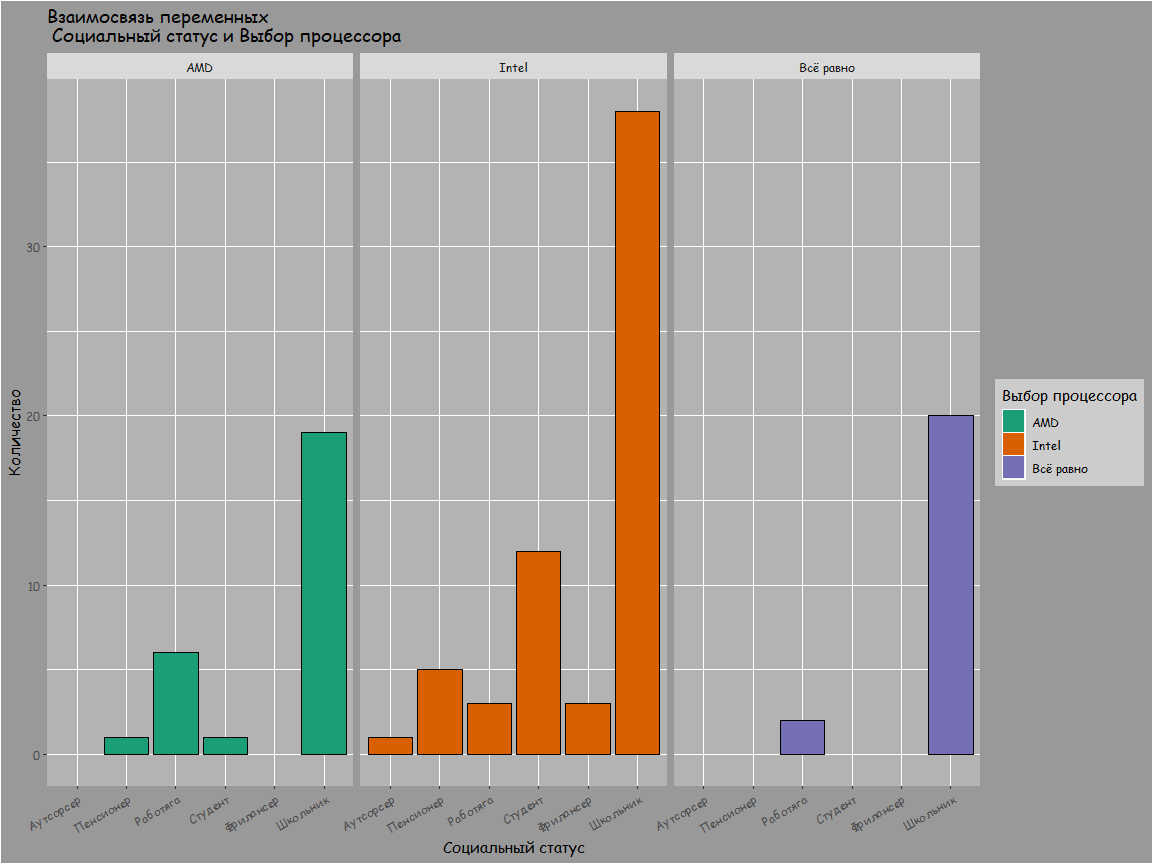 Взаимосвязь переменных
Социальный статус и Выбор процессора
AMD
Intel
Всё равно
Количество
30
20
10
0
Аутсорсер
Пенсионер
Работяга
Студент
Фрилансер
Школьник
Аутсорсер
Пенсионер
Работяга
Студент
Фрилансер
Школьник
Аутсорсер
Пенсионер
Работяга
Студент
Фрилансер
Школьник
Социальный статус
Выбор процессора
AMD
Intel
Всё равно